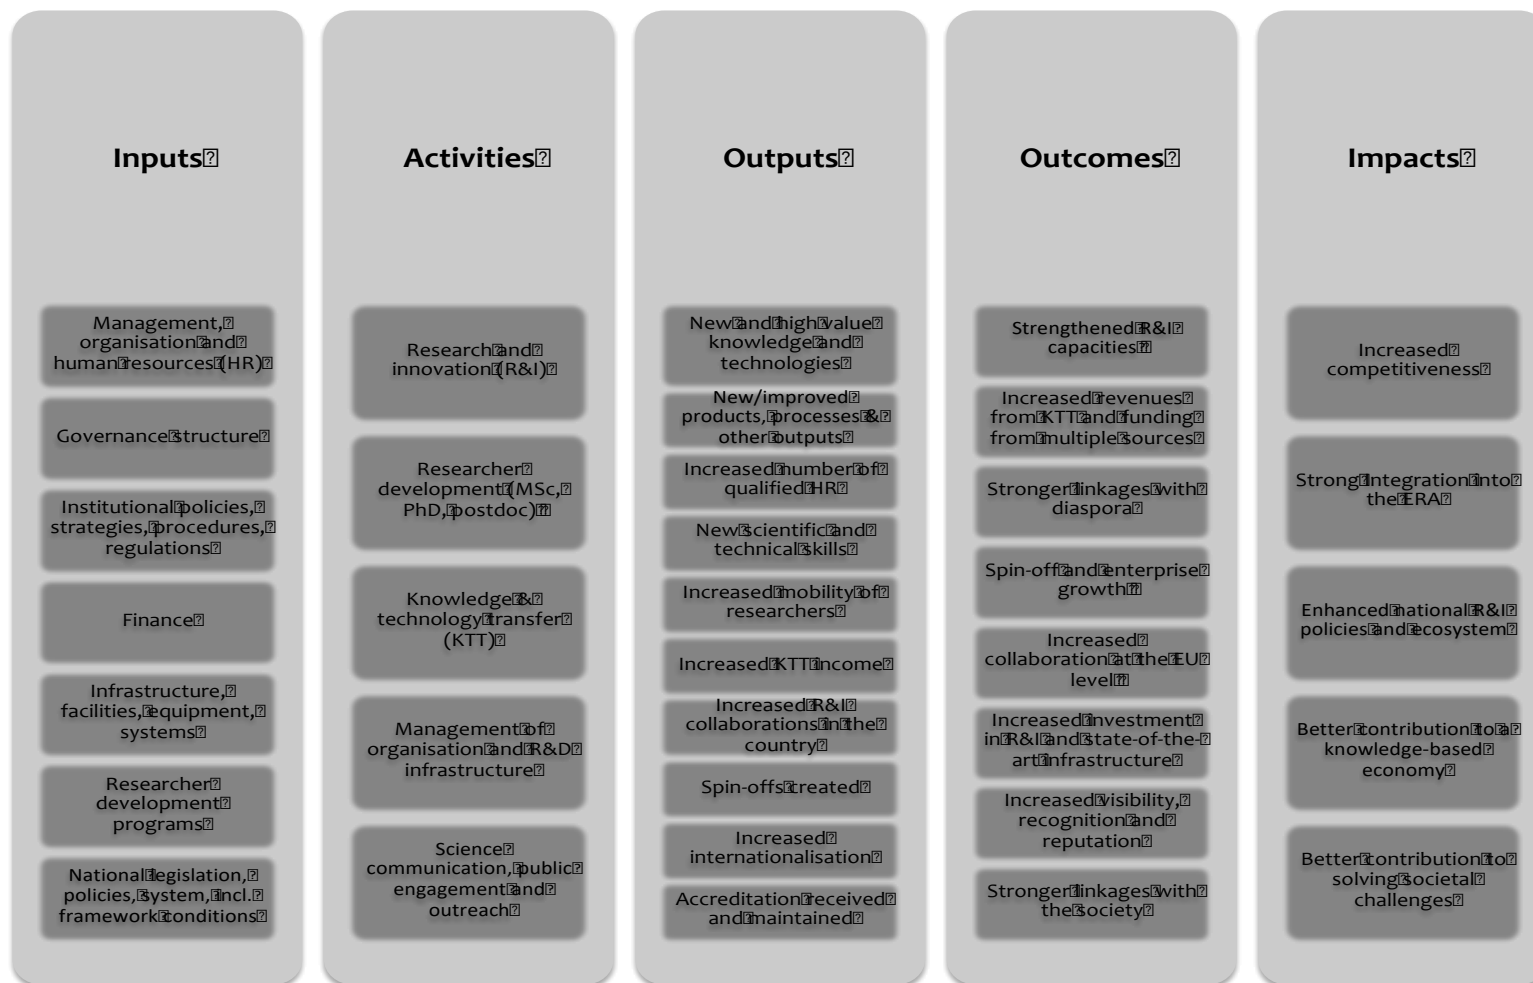 Inputs
Management,
organisation and
human resources (HR)
Governance structure
Institutional policies,
strategies, procedures,
regulations
Finance
Infrastructure,
facilities, equipment,
systems
Researcher
development
programs
National legislation,
policies, system, incl.
framework conditions
Activities
Research and
innovation (R&I)
Researcher
development (MSc,
PhD, postdoc)
Knowledge &
technology transfer
(KTT)
Management of
organisation and R&D
infrastructure
Science
communication, public
engagement and
outreach
Outputs
New and high value
knowledge and
technologies
New/improved
products, processes &
other outputs
Increased number of
qualified HR
New scientific and
technical skills
Increased mobility of
researchers
Increased KTT income
Increased R&I
collaborations in the
country
Spin-offs created
Increased
internationalisation
Accreditation received
and maintained
Outcomes
Strengthened R&I
capacities
Increased revenues
from KTT and funding
from multiple sources
Stronger linkages with
diaspora
Spin-off and enterprise
growth
Increased
collaboration at the EU
level
Increased investment
in R&I and state-of-the-
art infrastructure
Increased visibility,
recognition and
reputation
Stronger linkages with
the society
Impacts
Increased
competitiveness
Strong Integration into
the ERA
Enhanced national R&I
policies and ecosystem
Better contribution to a
knowledge-based
economy
Better contribution to
solving societal
challenges